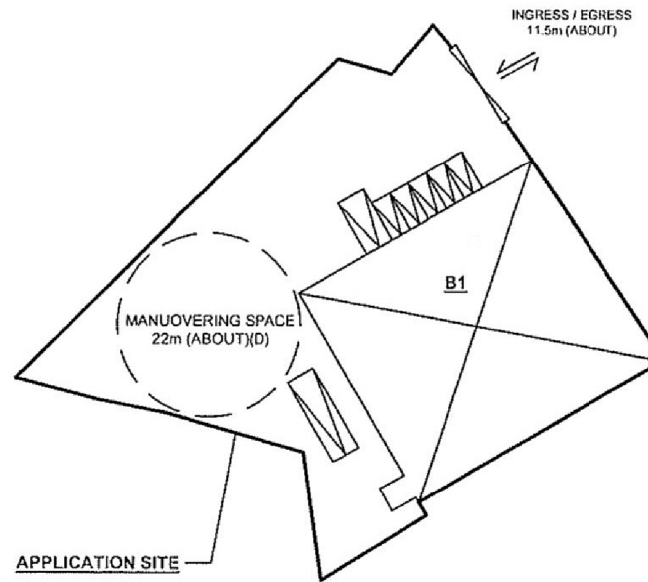 INGRESS / EGRESS
11.5m (ABOUT)
B1
MANUOVERING SPACE
22m (ABOUT)(D)
APPLICATION SITE